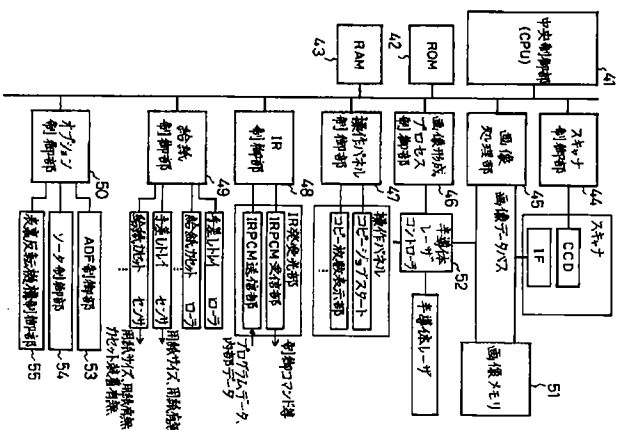 中央制御部
(CPU)
41
ROM
42
RAM
43
スキャナ
制御部
44
スキャナ
CCD
IF
画像
処理部
45
画像データバス
画像メモリ
51
画像形成
プロセス
制御部
46
半導体
レーザ
コントローラ
52
半導体レーザ
操作パネル
制御部
47
操作パネル
コピージョブスタート
コピー枚数表示部
IR
制御部
48
IR発受光部
IRPCM受信部
IRPCM送信部
制御コマンド等
プログラムデータ、
内部データ
給紙
制御部
49
手差しトレイ ローラ
給紙カセット ローラ
手差しトレイ センサ
給紙カセット センサ
用紙サイズ、用紙有無
用紙サイズ、用紙有無
カセット装着有無
オプション
制御部
50
ADF制御部
53
ソータ制御部
54
表裏反転機構制御部
55